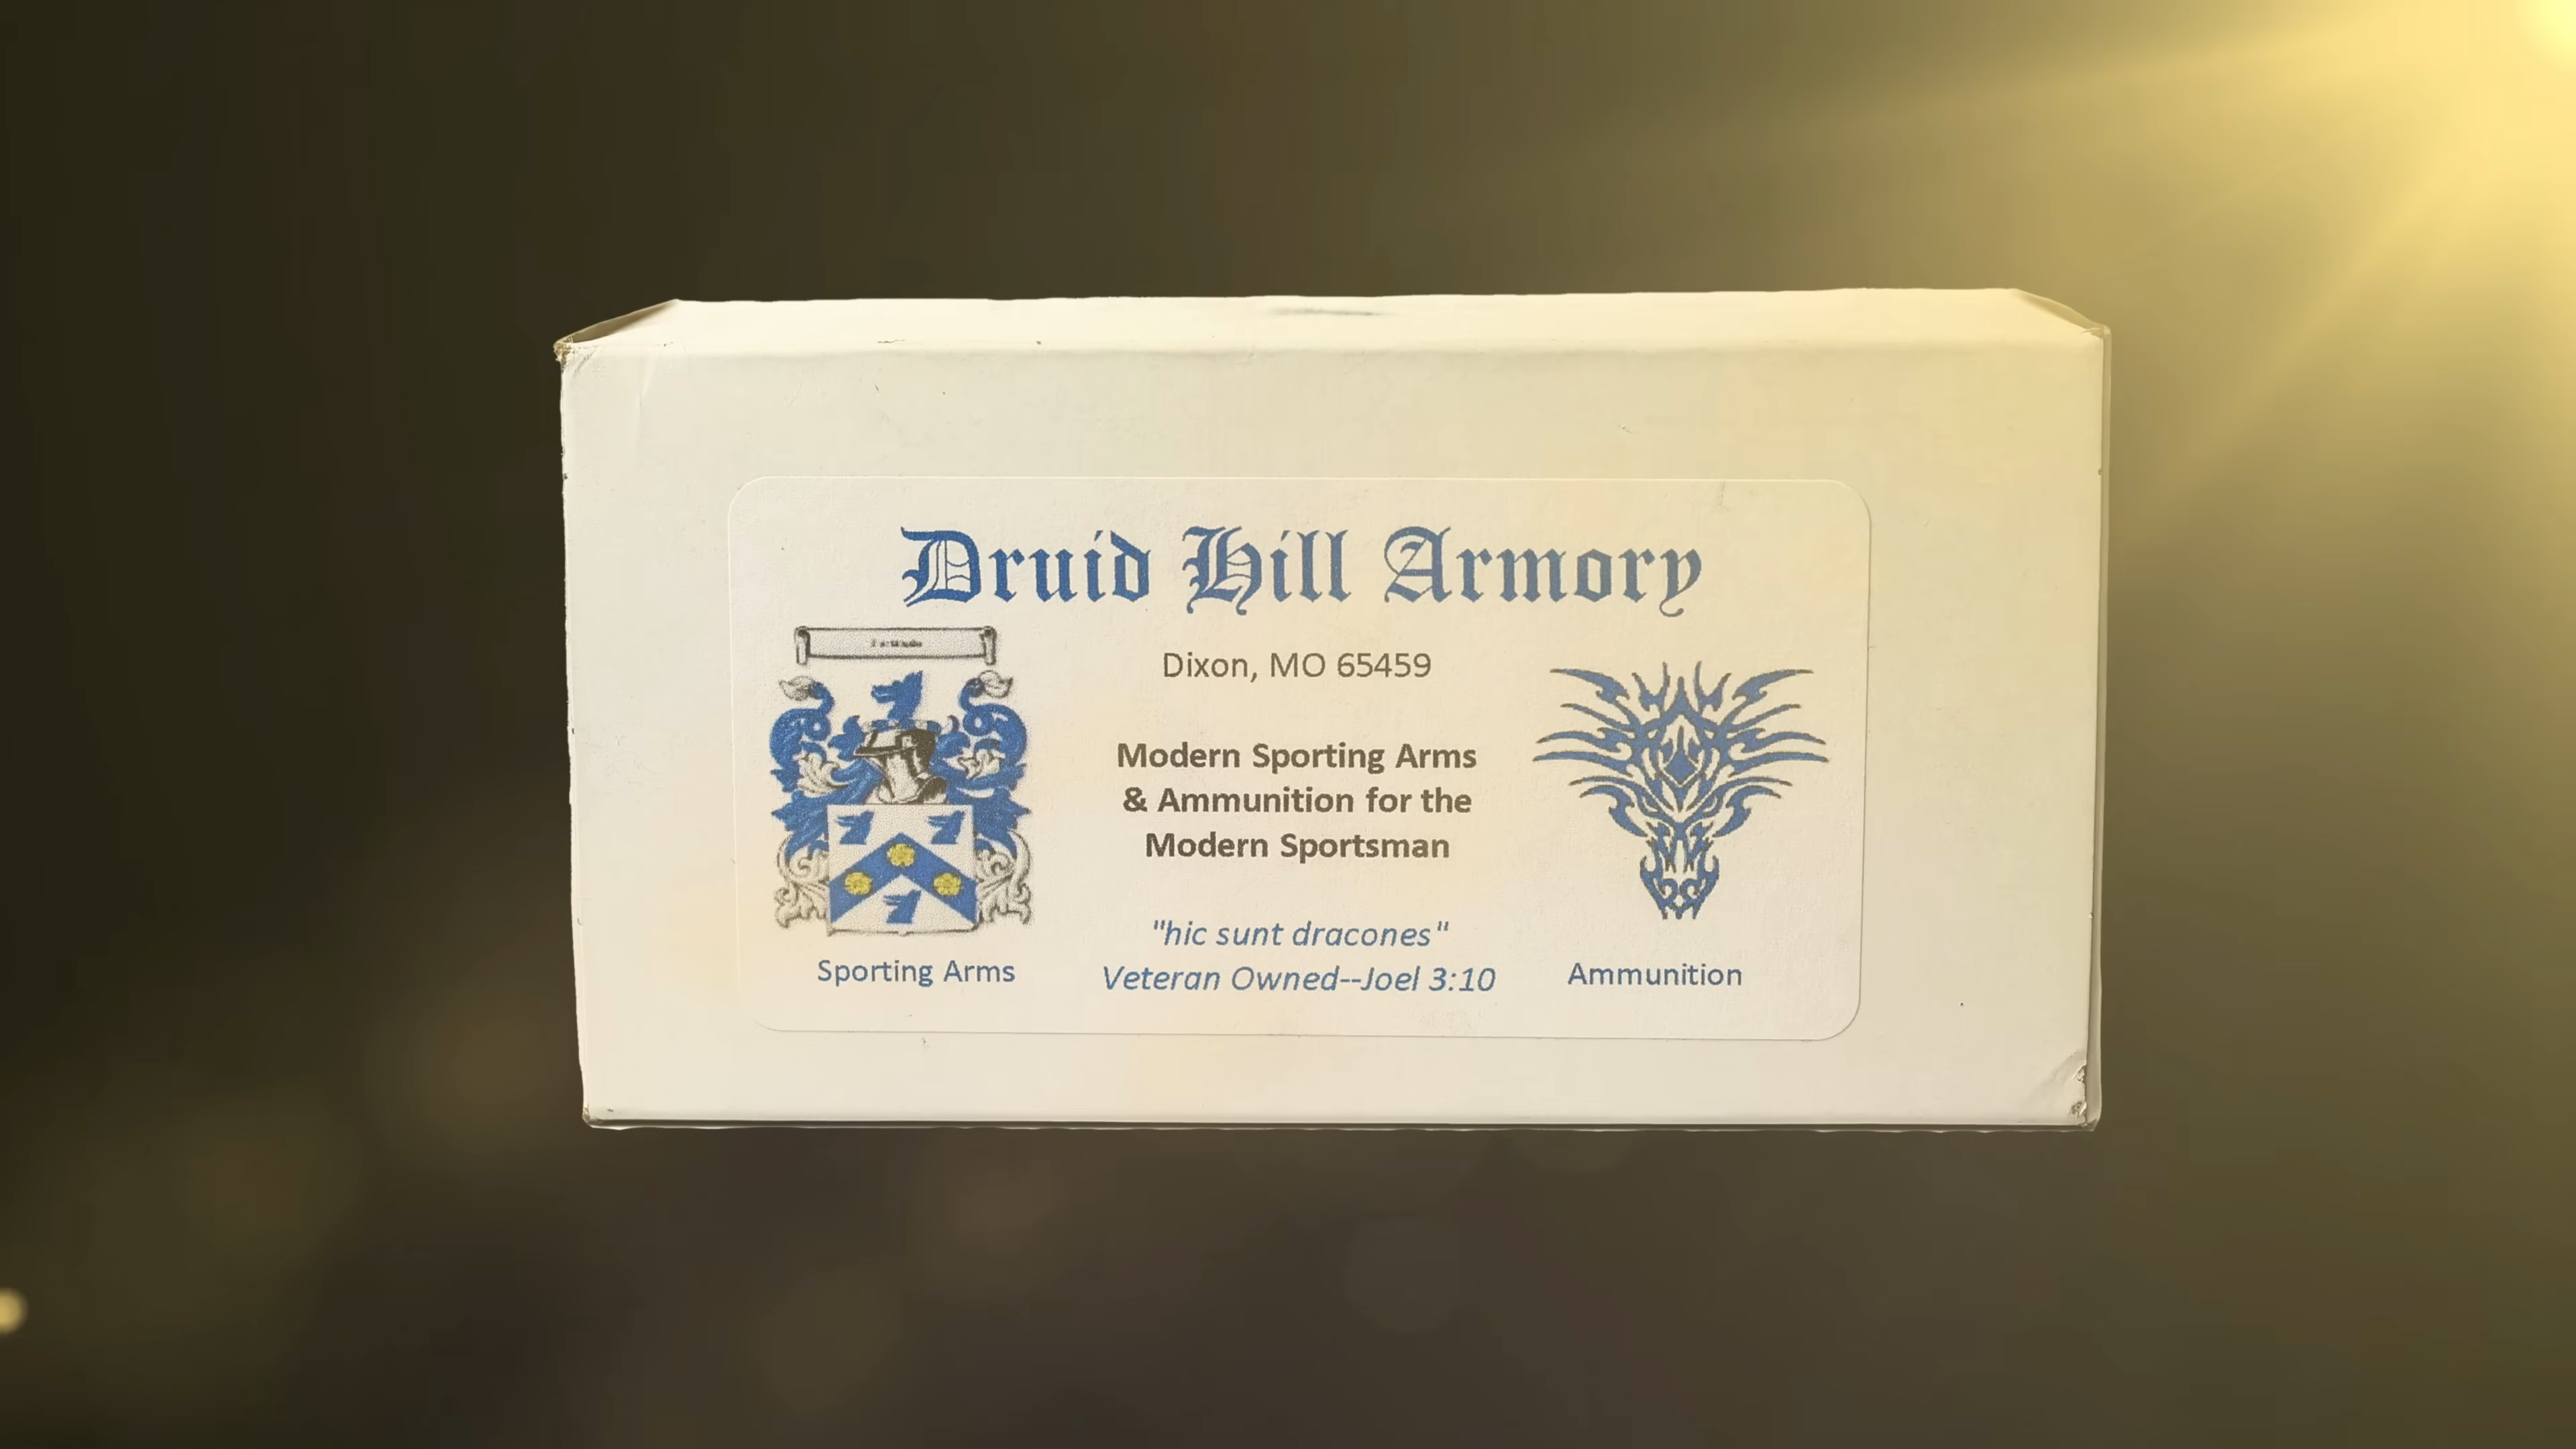 Druid Hill Armory
Dixon, MO 65459
Modern Sporting Arms
& Ammunition for the
Modern Sportsman
"hic sunt dracones"
Veteran Owned--Joel 3:10
Sporting Arms
Ammunition